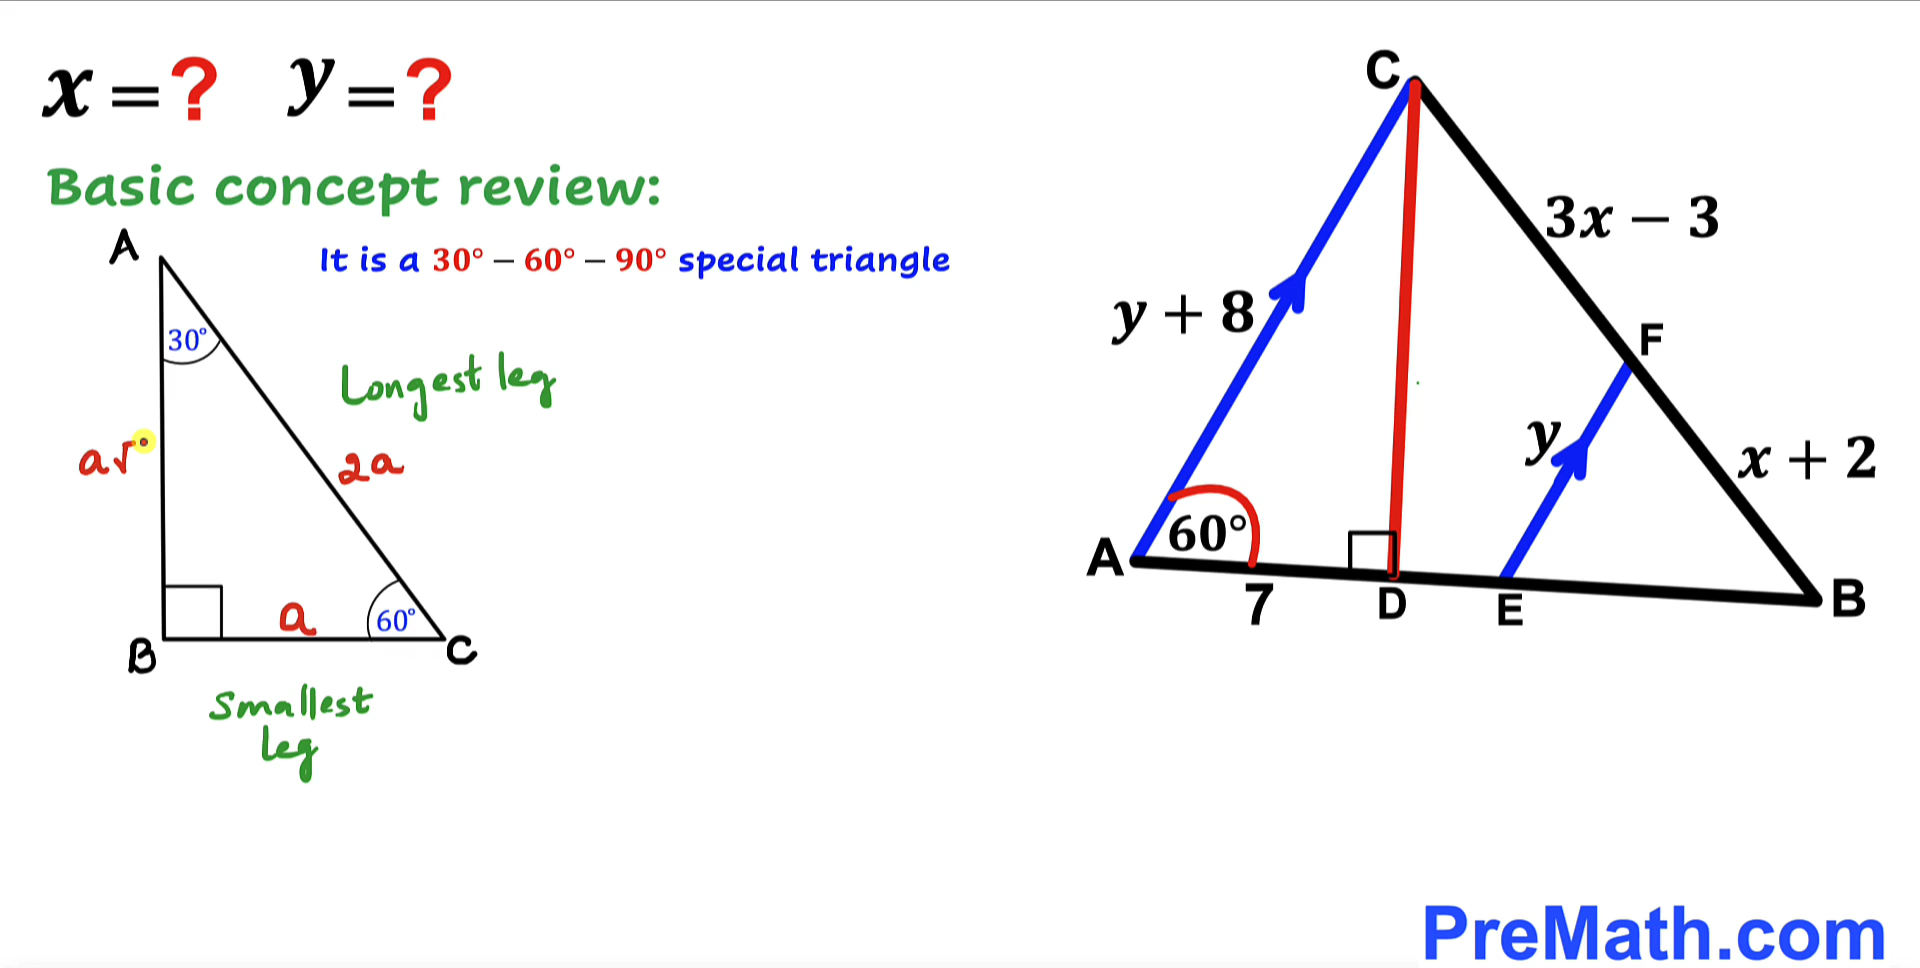 x = ? y = ?
Basic concept review:
It is a 30° – 60° – 90° special triangle
A
30°
Longest leg
a√
2a
a
60°
B
C
Smallest
leg
C
3x − 3
y + 8
F
y
x + 2
60°
A
7
D
E
B
PreMath.com